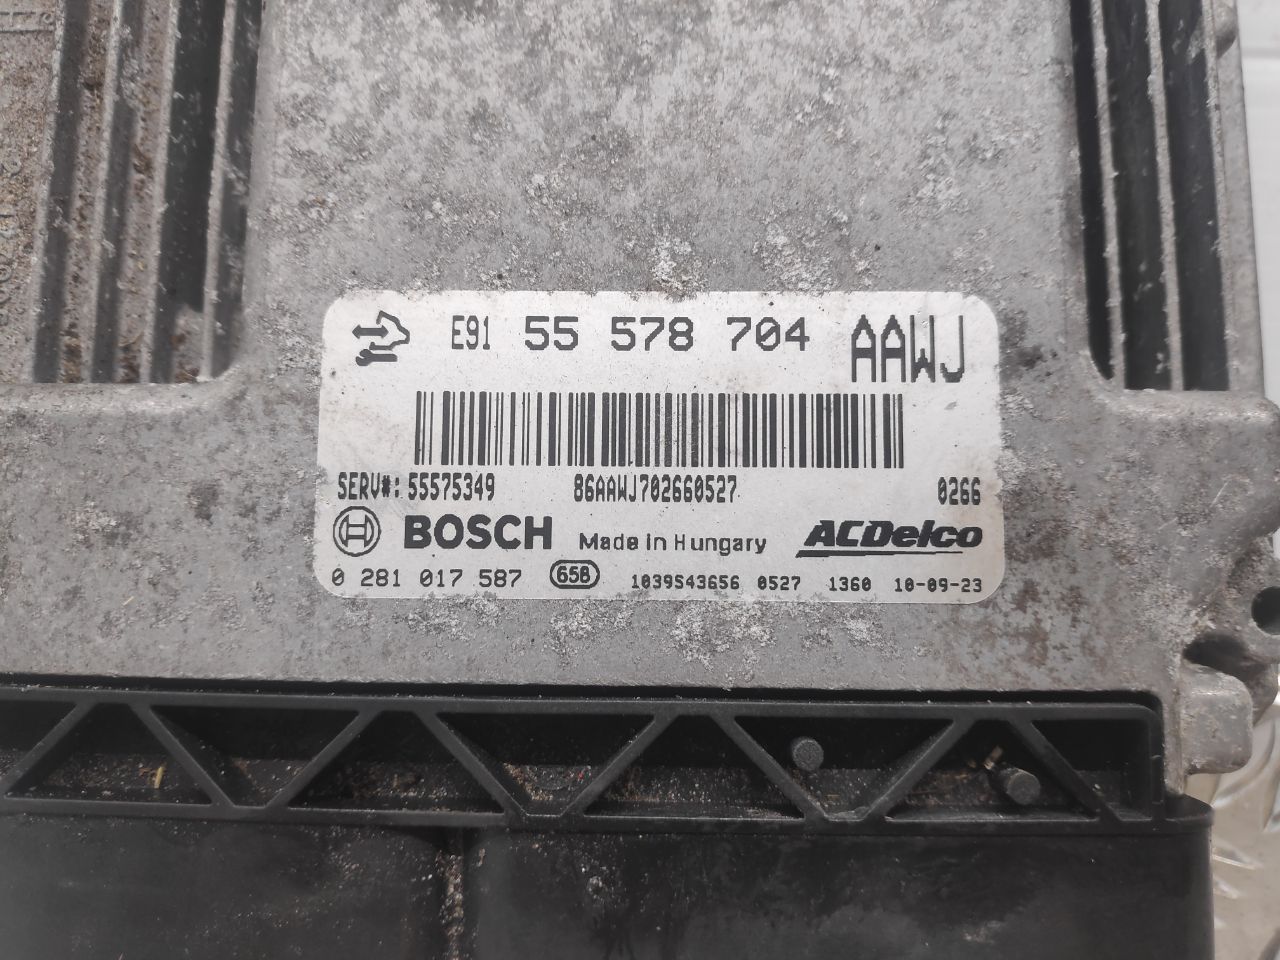 E91 55 578 704 AAWJ
SERV#: 55575349 86AAWJ702660527 0266
BOSCH Made in Hungary ACDelco
0 281 017 587 658 1039S43656 0527 1360 10-09-23